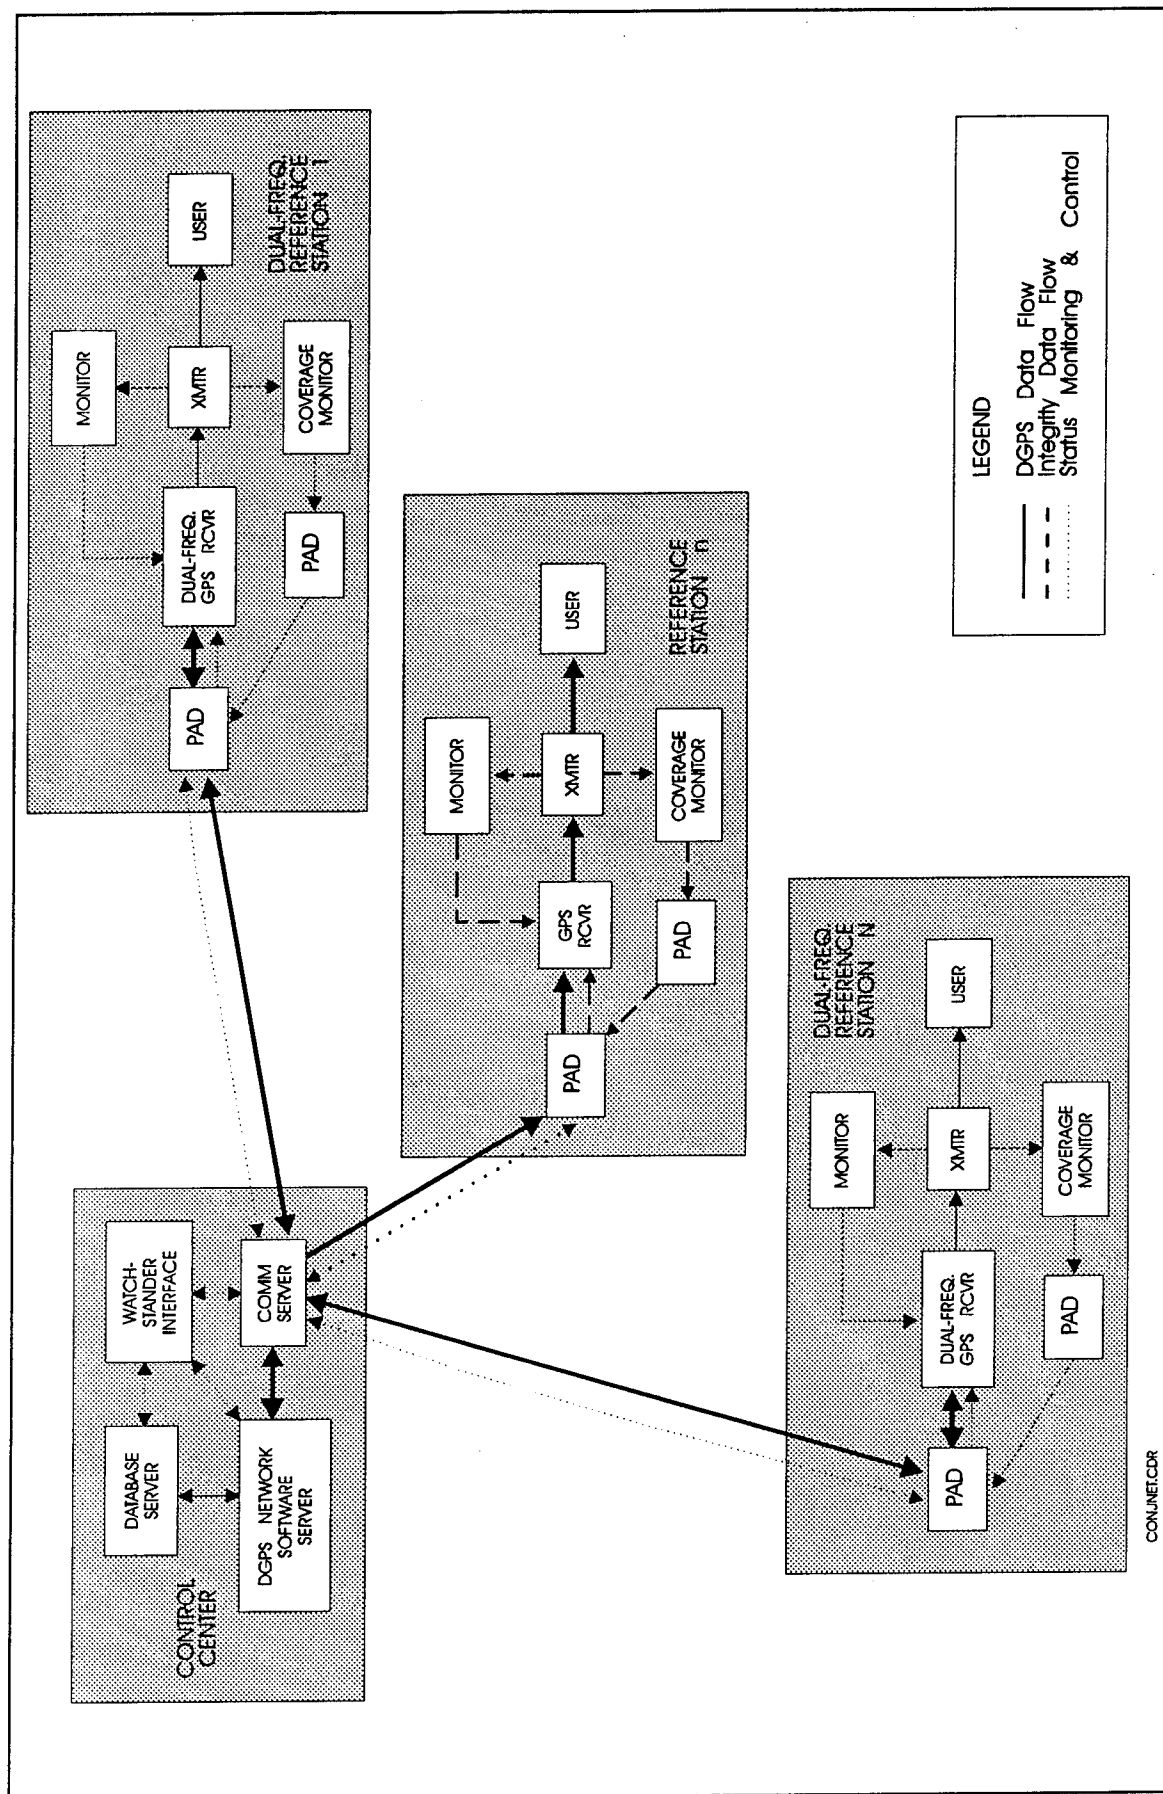 CONTROL
CENTER
DATABASE
SERVER
WATCH-
STANDER
INTERFACE
DGPS NETWORK
SOFTWARE
SERVER
COMM
SERVER
MONITOR
PAD
DUAL-FREQ.
GPS RCVR
XMTR
USER
PAD
COVERAGE
MONITOR
DUAL-FREQ.
REFERENCE
STATION 1
MONITOR
PAD
GPS
RCVR
XMTR
USER
PAD
COVERAGE
MONITOR
REFERENCE
STATION n
DUAL-FREQ.
REFERENCE
STATION N
MONITOR
PAD
DUAL-FREQ.
GPS RCVR
XMTR
USER
PAD
COVERAGE
MONITOR
LEGEND
DGPS Data Flow
Integrity Data Flow
Status Monitoring & Control
CONJNET.CDR